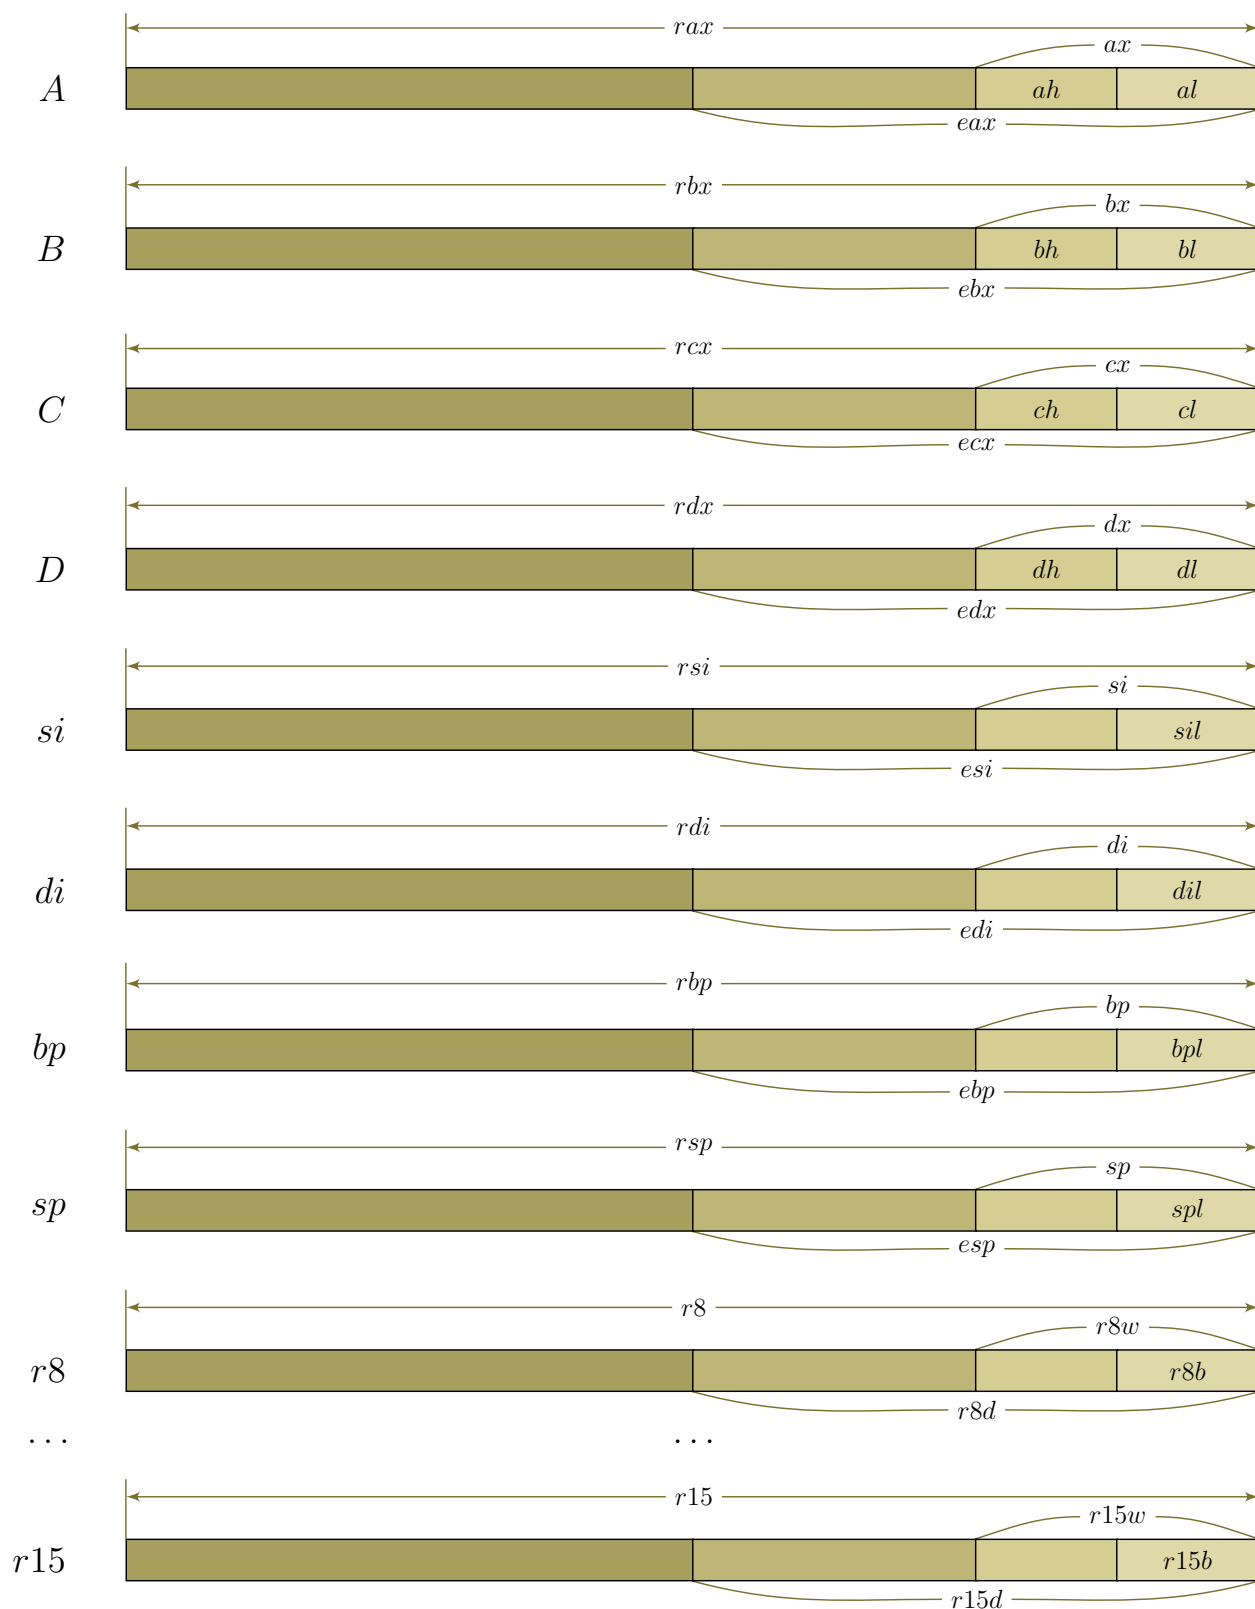 rax
ax
A
ah al
eax
rbx
bx
B
bh bl
ebx
rcx
cx
C
ch cl
ecx
rdx
dx
D
dh dl
edx
rsi
si
si
sil
esi
rdi
di
di
dil
edi
rbp
bp
bp
bpl
ebp
rsp
sp
sp
spl
esp
r8
r8w
r8
r8b
r8d
... ...
r15
r15w
r15
r15b
r15d